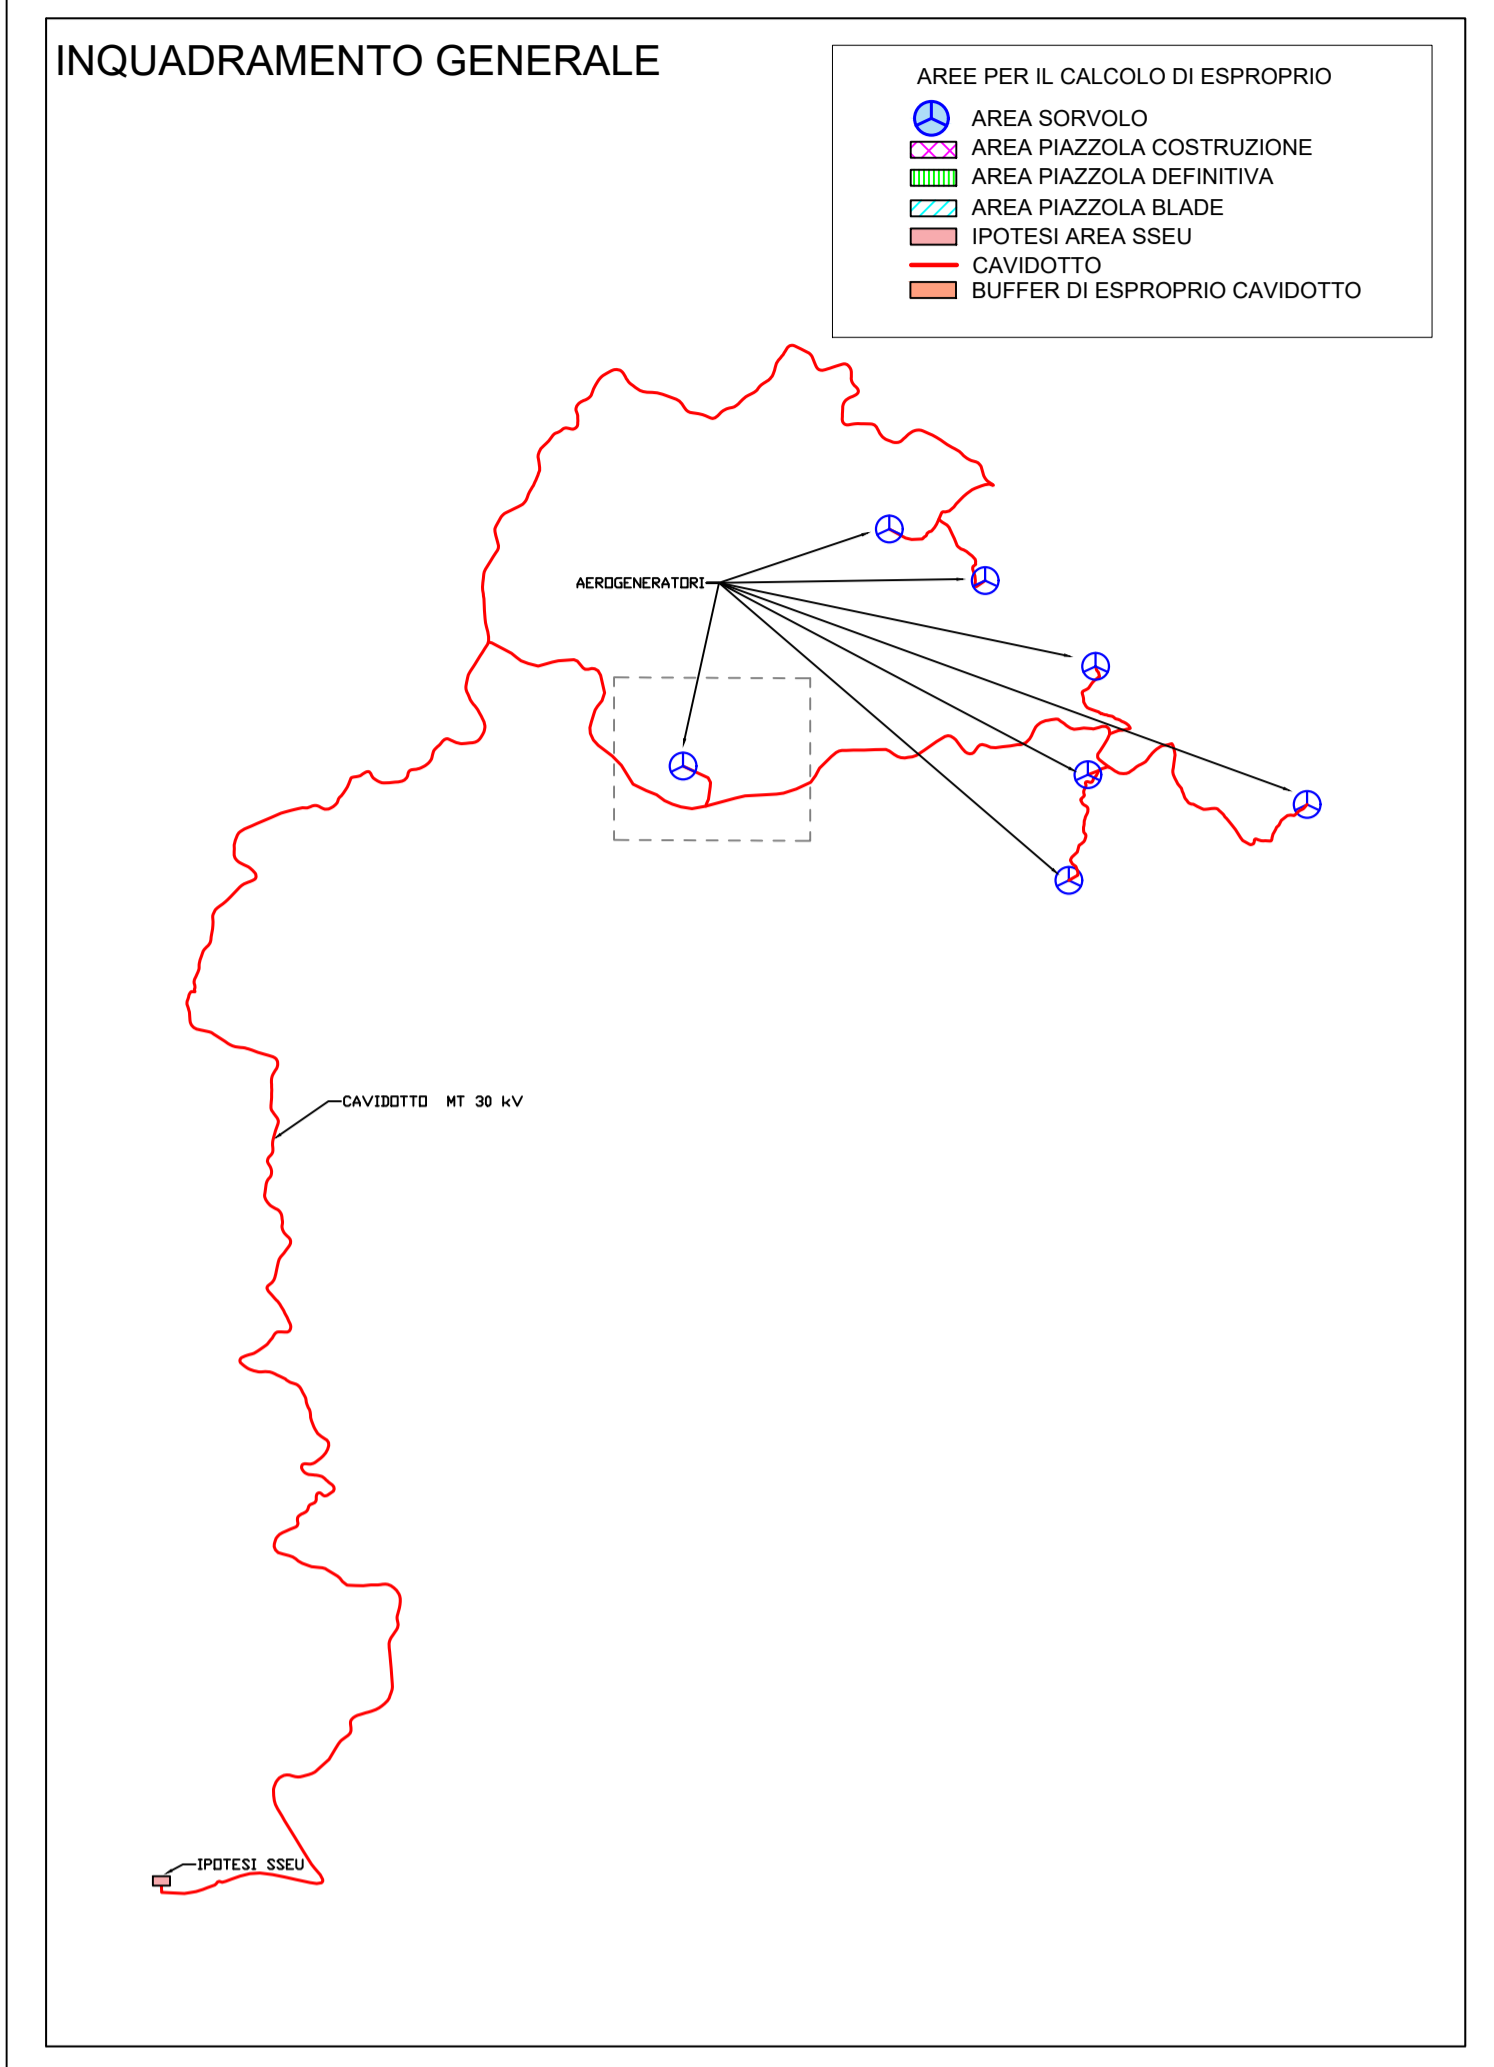 INQUADRAMENTO GENERALE
AREE PER IL CALCOLO DI ESPROPRIO
AREA SORVOLO
AREA PIAZZOLA COSTRUZIONE
AREA PIAZZOLA DEFINITIVA
AREA PIAZZOLA BLADE
IPOTESI AREA SSEU
CAVIDOTTO
BUFFER DI ESPROPRIO CAVIDOTTO
AEROGENERATORI
CAVIDOTTO MT 30 kV
IPOTESI SSEU